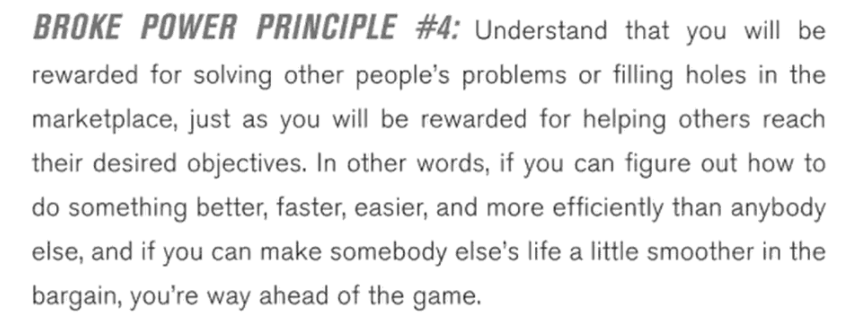 BROKE POWER PRINCIPLE #4: Understand that you will be
rewarded for solving other people’s problems or filling holes in the
marketplace, just as you will be rewarded for helping others reach
their desired objectives. In other words, if you can figure out how to
do something better, faster, easier, and more efficiently than anybody
else, and if you can make somebody else’s life a little smoother in the
bargain, you’re way ahead of the game.